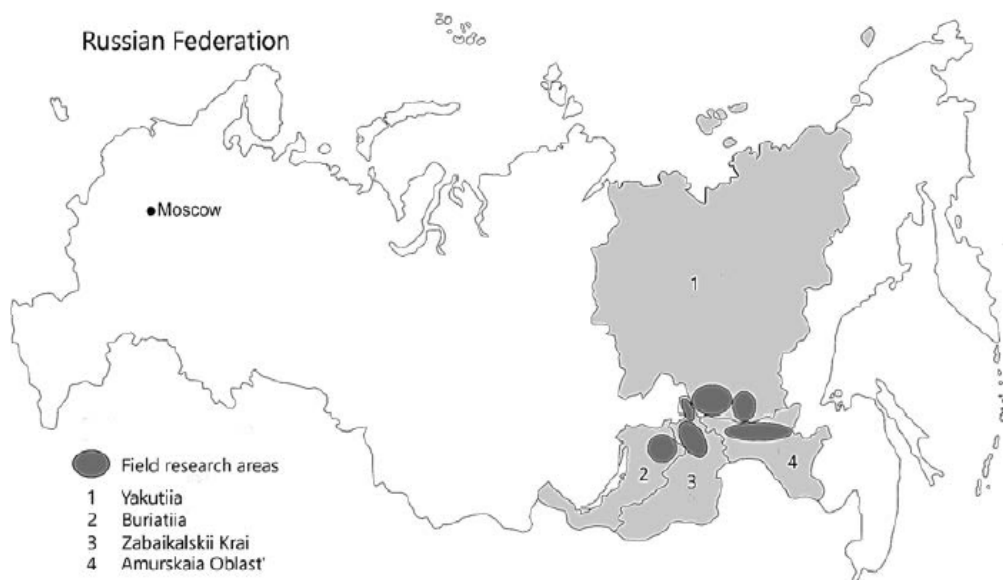 Russian Federation
Moscow
1
2
3
4
Field research areas
1 Yakutiia
2 Buriatiia
3 Zabaikalskii Krai
4 Amurskaia Oblast'